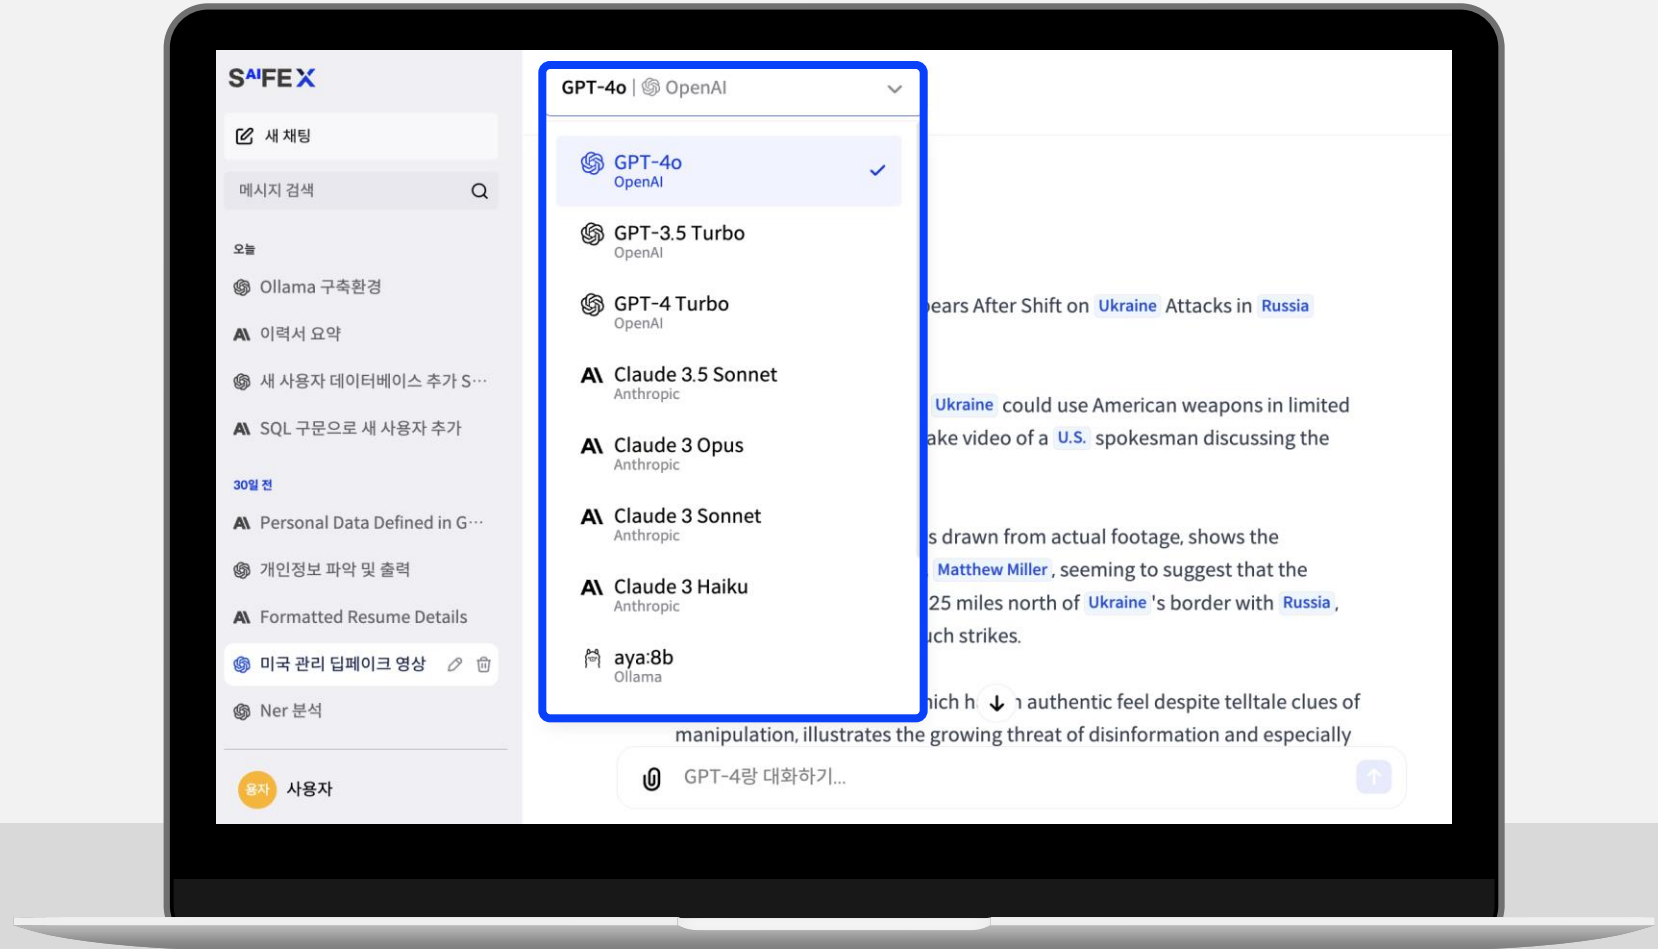 SAIFEX
새 채팅
메시지 검색
오늘
Ollama 구축환경
이력서 요약
새 사용자 데이터베이스 추가 S…
SQL 구문으로 새 사용자 추가
30일 전
Personal Data Defined in G…
개인정보 파악 및 출력
Formatted Resume Details
미국 관리 딥페이크 영상
Ner 분석
용자 사용자
GPT-4o | OpenAI
GPT-4o
OpenAI
GPT-3.5 Turbo
OpenAI
GPT-4 Turbo
OpenAI
Claude 3.5 Sonnet
Anthropic
Claude 3 Opus
Anthropic
Claude 3 Sonnet
Anthropic
Claude 3 Haiku
Anthropic
aya:8b
Ollama
After Shift on Ukraine Attacks in Russia
Ukraine could use American weapons in limited
video of a U.S. spokesman discussing the
drawn from actual footage, shows the
Matthew Miller, seeming to suggest that the
25 miles north of Ukraine's border with Russia,
strikes.
authentic feel despite telltale clues of
manipulation, illustrates the growing threat of disinformation and especially
GPT-4랑 대화하기...